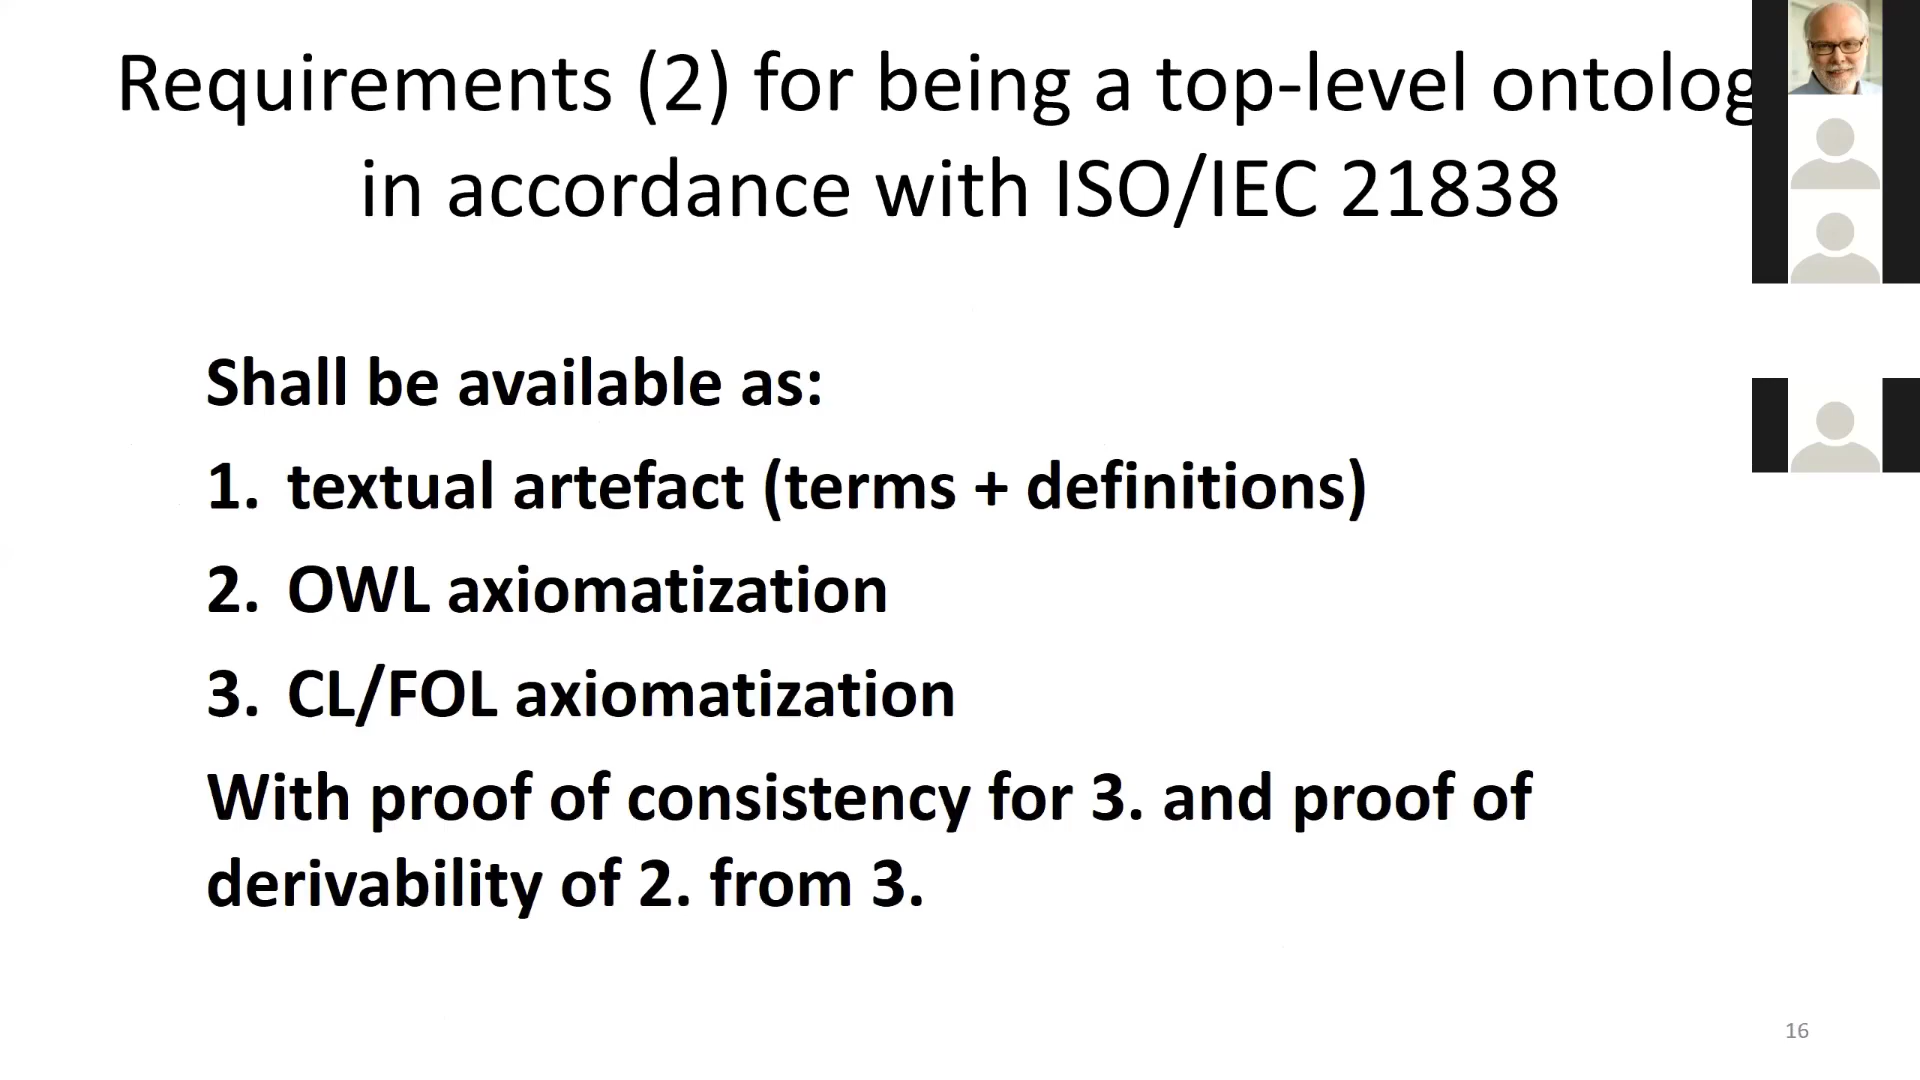 Requirements (2) for being a top-level ontolog
in accordance with ISO/IEC 21838
Shall be available as:
1. textual artefact (terms + definitions)
2. OWL axiomatization
3. CL/FOL axiomatization
With proof of consistency for 3. and proof of
derivability of 2. from 3.
16